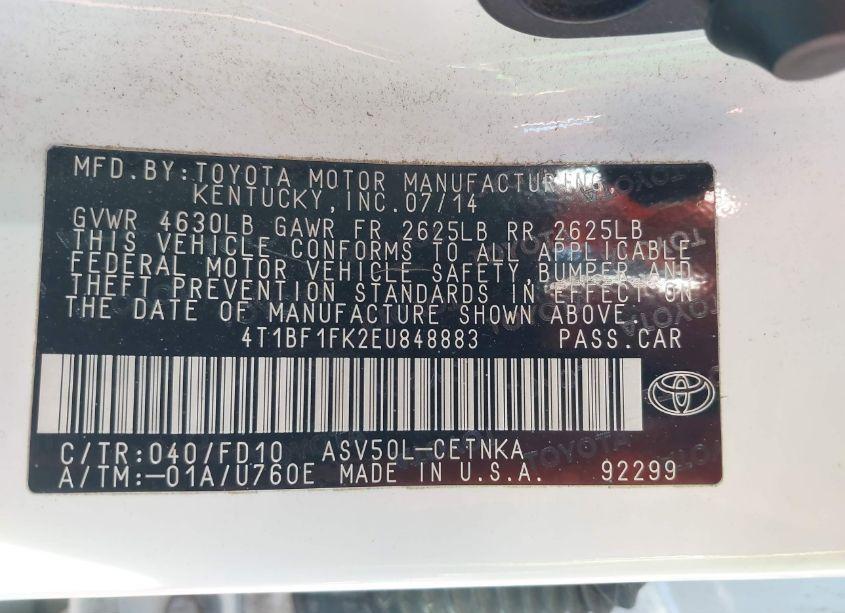 MFD.BY:TOYOTA MOTOR MANUFACTURING,
KENTUCKY,INC.07/14
GVWR 4630LB GAWR FR 2625LB RR 2625LB
THIS VEHICLE CONFORMS TO ALL APPLICABLE
FEDERAL MOTOR VEHICLE SAFETY,BUMPER,AND
THEFT PREVENTION STANDARDS IN EFFECT ON
THE DATE OF MANUFACTURE SHOWN ABOVE.
4T1BF1FK2EU848883 PASS.CAR
C/TR:040/FD10 ASV50L-CETNKA
A/TM:-01A/U760E MADE IN U.S.A. 92299